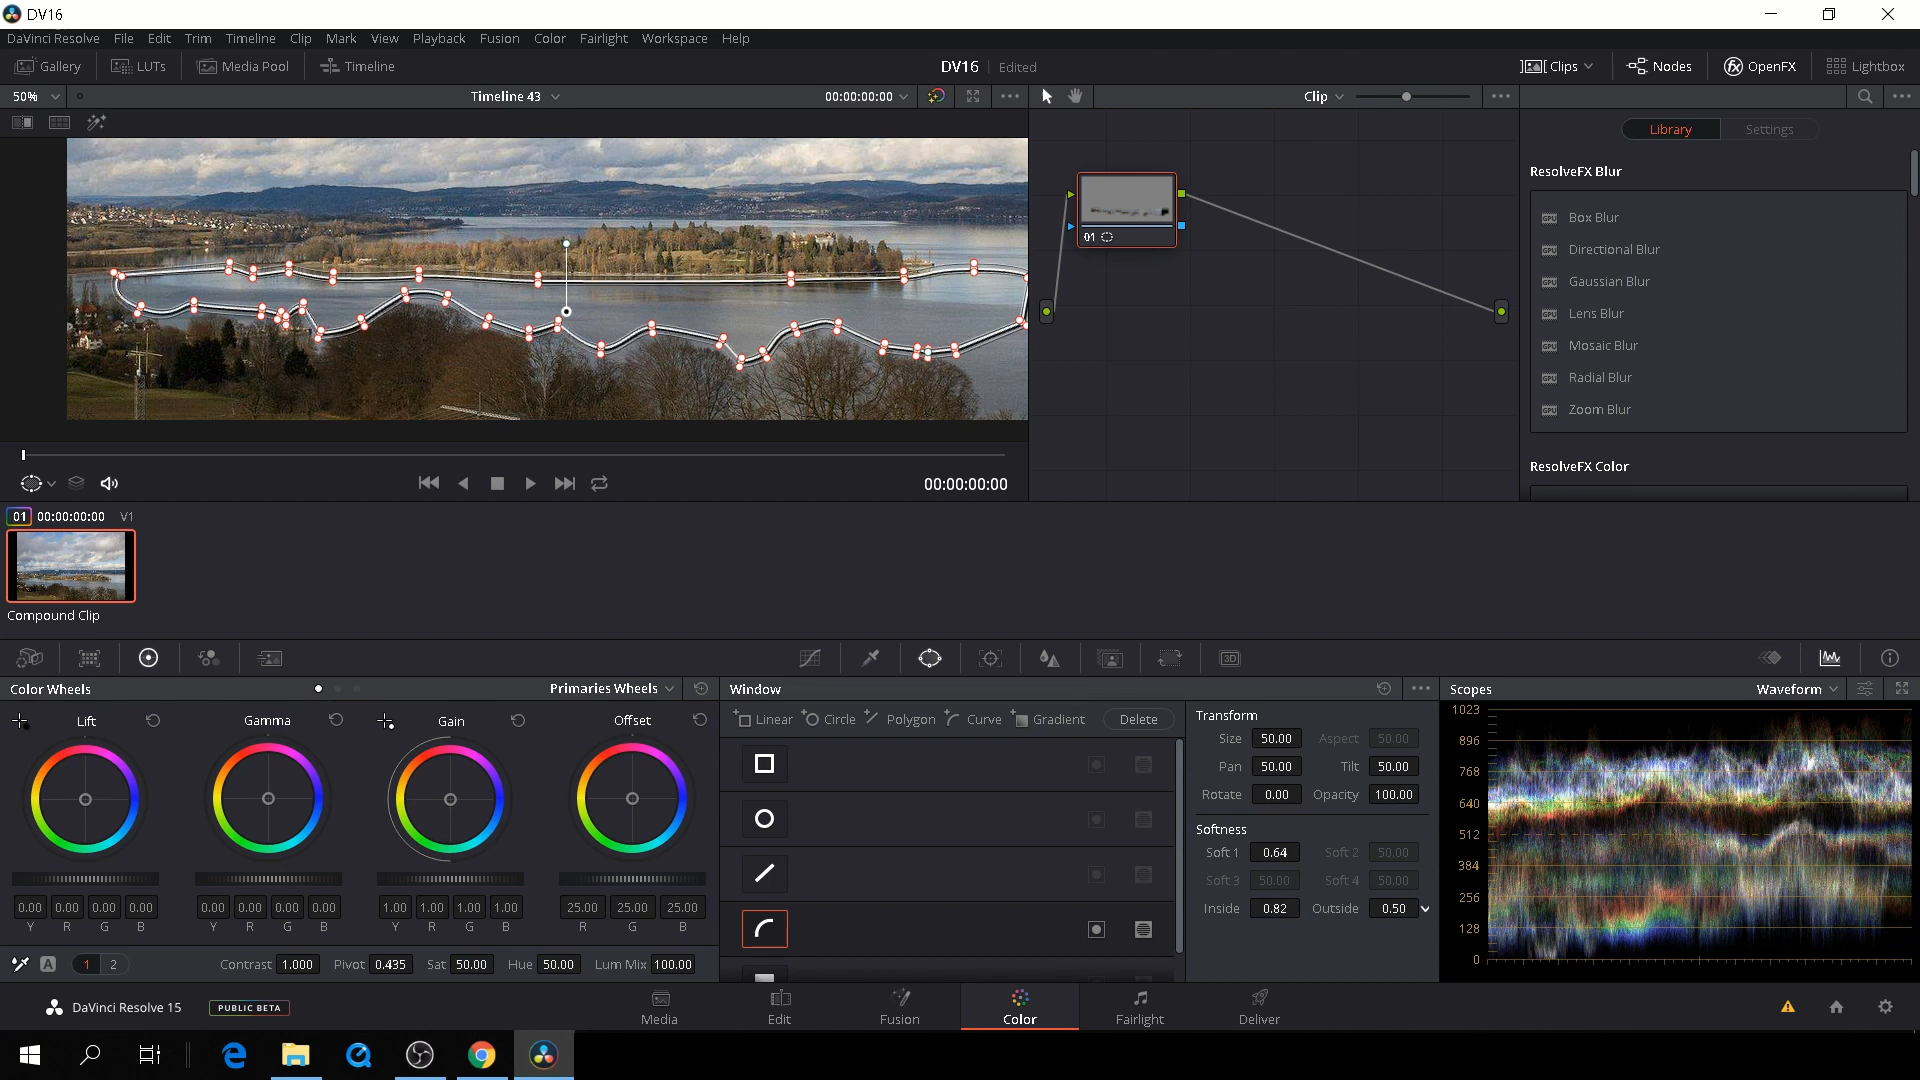 DV16
DaVinci Resolve File Edit Trim Timeline Clip Mark View Playback Fusion Color Fairlight Workspace Help
Gallery LUTs Media Pool Timeline DV16 Edited Clips Nodes fx OpenFX Lightbox
50% Timeline 43 00:00:00:00 Clip
Library Settings
ResolveFX Blur
GPU Box Blur
GPU Directional Blur
GPU Gaussian Blur
GPU Lens Blur
GPU Mosaic Blur
GPU Radial Blur
GPU Zoom Blur
ResolveFX Color
01
00:00:00:00
01 00:00:00:00 V1
Compound Clip
3D
Color Wheels Primaries Wheels Window Scopes Waveform
Lift Gamma Gain Offset
Linear Circle Polygon Curve Gradient Delete
Transform
Size 50.00 Aspect 50.00
Pan 50.00 Tilt 50.00
Rotate 0.00 Opacity 100.00
Softness
Soft 1 0.64 Soft 2 50.00
Soft 3 50.00 Soft 4 50.00
Inside 0.82 Outside 0.50
1023
896
768
640
512
384
256
128
0
0.00 0.00 0.00 0.00 0.00 0.00 0.00 0.00 1.00 1.00 1.00 1.00 25.00 25.00 25.00
Y R G B Y R G B Y R G B R G B
A 1 2 Contrast 1.000 Pivot 0.435 Sat 50.00 Hue 50.00 Lum Mix 100.00
DaVinci Resolve 15 PUBLIC BETA
Media Edit Fusion Color Fairlight Deliver